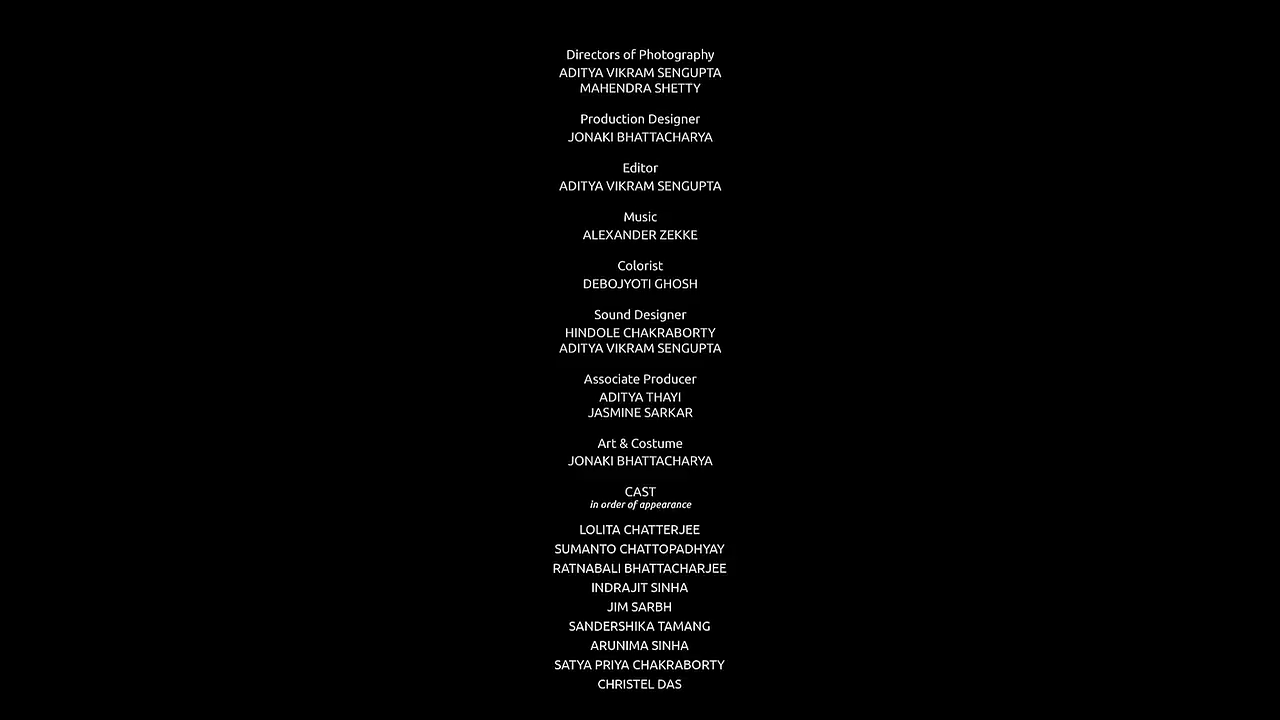 Directors of Photography
ADITYA VIKRAM SENGUPTA
MAHENDRA SHETTY
Production Designer
JONAKI BHATTACHARYA
Editor
ADITYA VIKRAM SENGUPTA
Music
ALEXANDER ZEKKE
Colorist
DEBOJYOTI GHOSH
Sound Designer
HINDOLE CHAKRABORTY
ADITYA VIKRAM SENGUPTA
Associate Producer
ADITYA THAYI
JASMINE SARKAR
Art & Costume
JONAKI BHATTACHARYA
CAST
in order of appearance
LOLITA CHATTERJEE
SUMANTO CHATTOPADHYAY
RATNABALI BHATTACHARJEE
INDRAJIT SINHA
JIM SARBH
SANDERSHIKA TAMANG
ARUNIMA SINHA
SATYA PRIYA CHAKRABORTY
CHRISTEL DAS